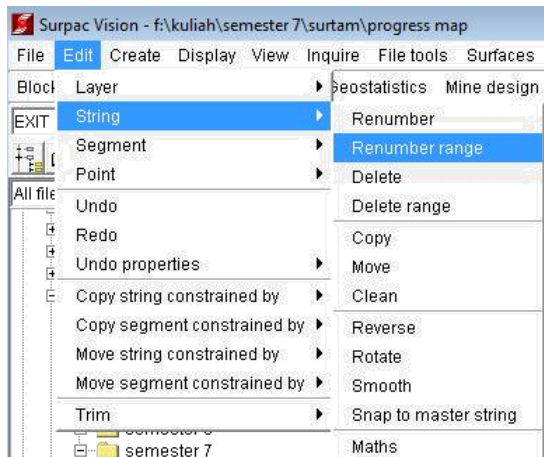 Surpac Vision - f:\kuliah\semester 7\surtam\progress map
File Edit Create Display View Inquire File tools Surfaces
Geostatistics Mine design
EXIT
All file
Layer
String
Segment
Point
Undo
Redo
Undo properties
Copy string constrained by
Copy segment constrained by
Move string constrained by
Move segment constrained by
Trim
Renumber
Renumber range
Delete
Delete range
Copy
Move
Clean
Reverse
Rotate
Smooth
Snap to master string
Maths
semester 7